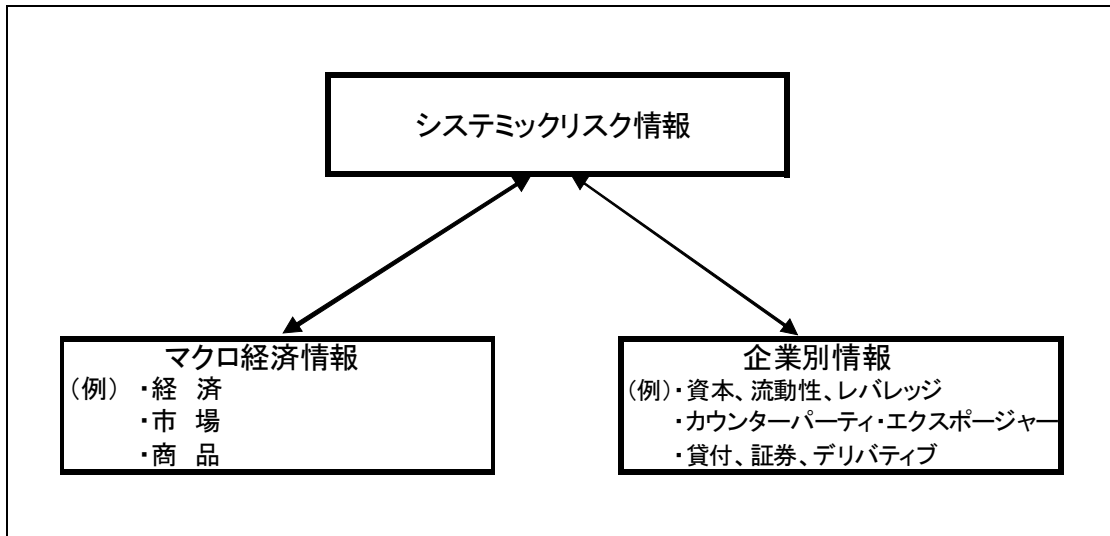 システミックリスク情報
マクロ経済情報
(例) ・経 済
・市 場
・商 品
企業別情報
(例)・資本、流動性、レバレッジ
・カウンターパーティ・エクスポージャー
・貸付、証券、デリバティブ